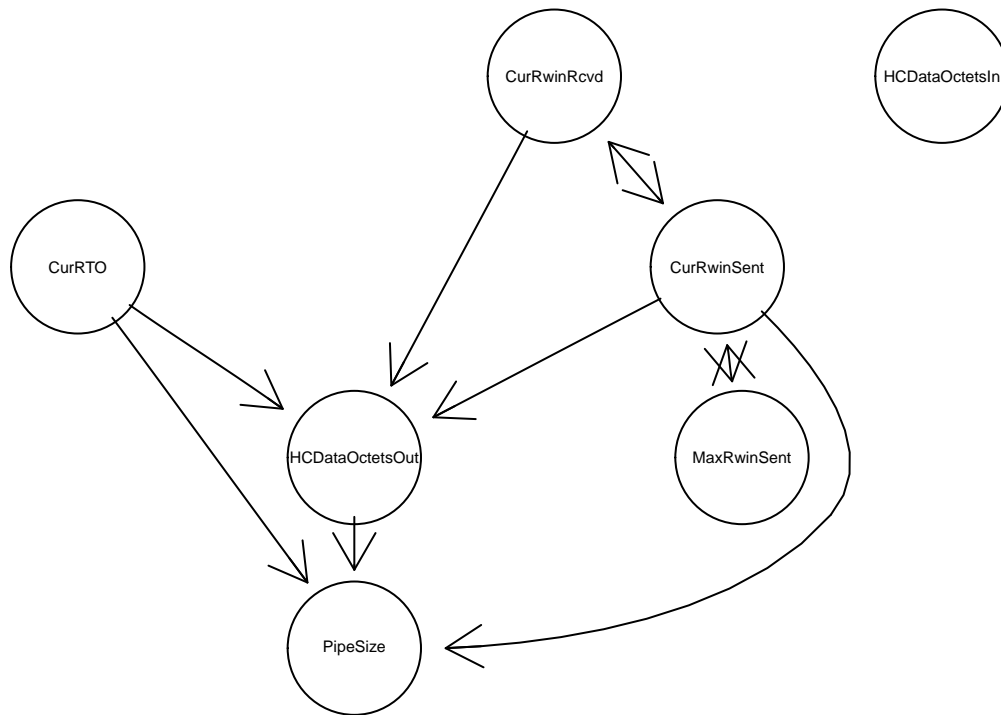 CurRwinRcvd
HCDataOctetsIn
CurRTO
CurRwinSent
HCDataOctetsOut
MaxRwinSent
PipeSize